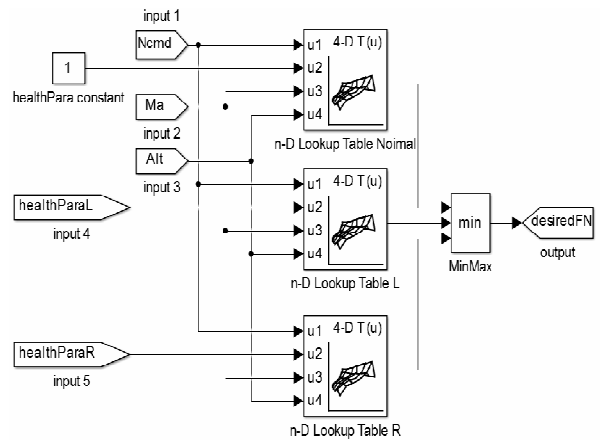 input 1
Ncmd
1
healthPara constant
Ma
input 2
Alt
input 3
healthParaL
input 4
healthParaR
input 5
4-D T(u)
u1
u2
u3
u4
n-D Lookup Table Noimal
4-D T(u)
u1
u2
u3
u4
n-D Lookup Table L
4-D T(u)
u1
u2
u3
u4
n-D Lookup Table R
min
MinMax
desiredFN
output